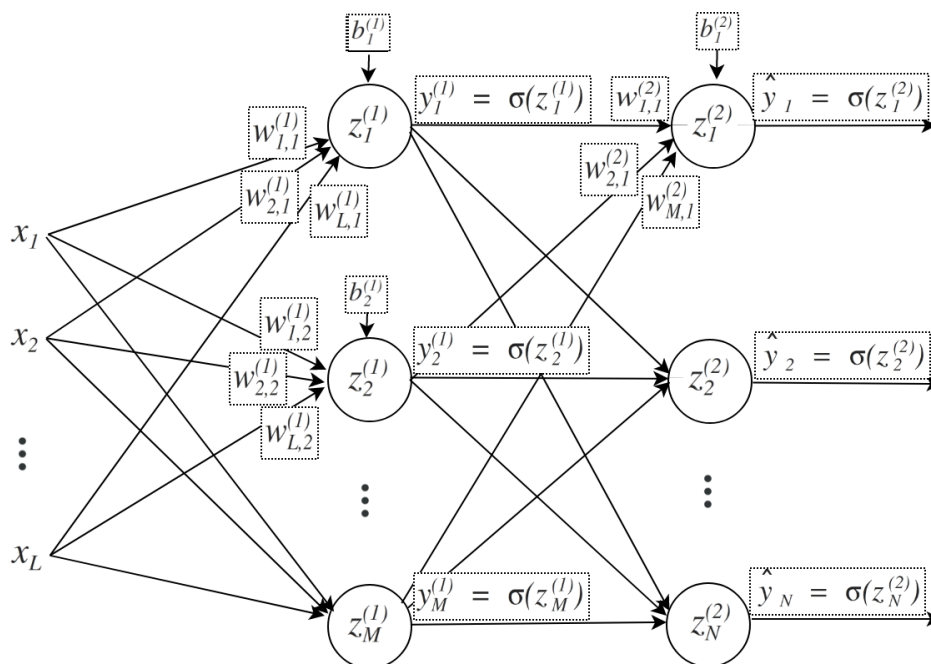 b_1^{(1)}
b_1^{(2)}
z_1^{(1)}
y_1^{(1)} = σ(z_1^{(1)})
w_{1,1}^{(2)}
z_1^{(2)}
ŷ_1 = σ(z_1^{(2)})
w_{1,1}^{(1)}
w_{2,1}^{(1)}
w_{L,1}^{(1)}
w_{2,1}^{(2)}
w_{M,1}^{(2)}
x_1
b_2^{(1)}
x_2
w_{1,2}^{(1)}
w_{2,2}^{(1)}
w_{L,2}^{(1)}
z_2^{(1)}
y_2^{(1)} = σ(z_2^{(1)})
z_2^{(2)}
ŷ_2 = σ(z_2^{(2)})
x_L
z_M^{(1)}
y_M^{(1)} = σ(z_M^{(1)})
z_N^{(2)}
ŷ_N = σ(z_N^{(2)})